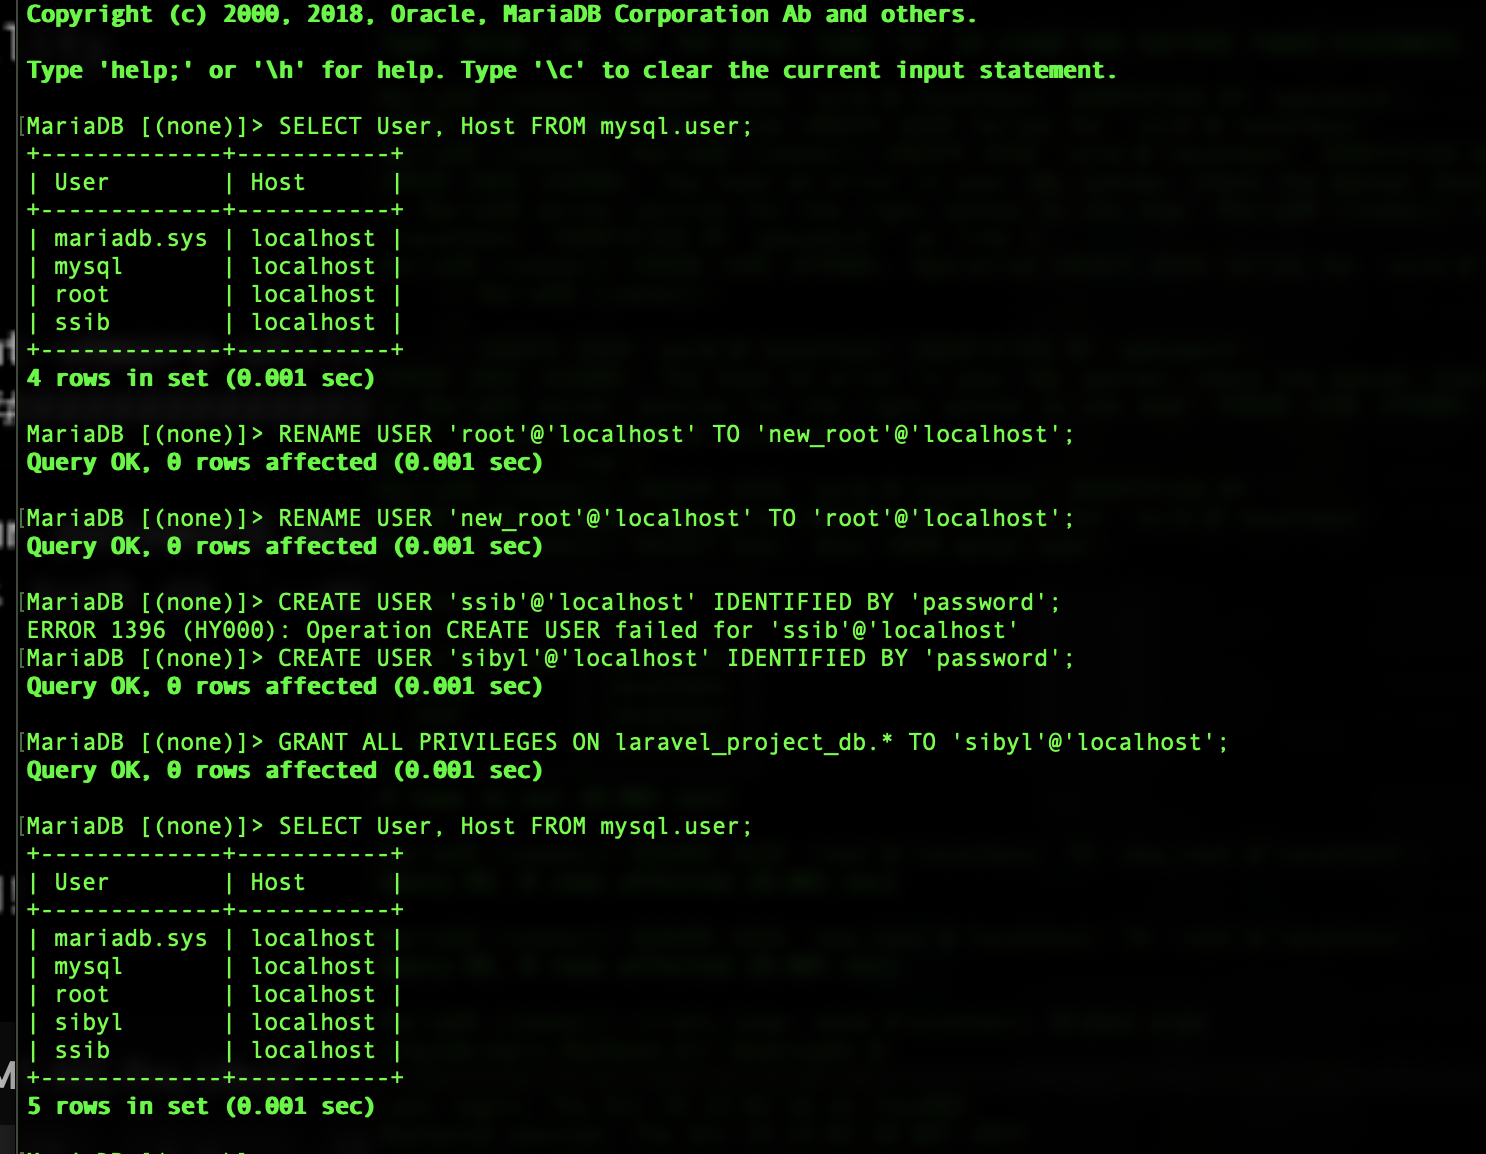 Copyright (c) 2000, 2018, Oracle, MariaDB Corporation Ab and others.
Type 'help;' or '\h' for help. Type '\c' to clear the current input statement.
[MariaDB [(none)]> SELECT User, Host FROM mysql.user;
+-------------+-----------+
| User        | Host      |
+-------------+-----------+
| mariadb.sys | localhost |
| mysql       | localhost |
| root        | localhost |
| ssib        | localhost |
+-------------+-----------+
4 rows in set (0.001 sec)
MariaDB [(none)]> RENAME USER 'root'@'localhost' TO 'new_root'@'localhost';
Query OK, 0 rows affected (0.001 sec)
[MariaDB [(none)]> RENAME USER 'new_root'@'localhost' TO 'root'@'localhost';
Query OK, 0 rows affected (0.001 sec)
[MariaDB [(none)]> CREATE USER 'ssib'@'localhost' IDENTIFIED BY 'password';
ERROR 1396 (HY000): Operation CREATE USER failed for 'ssib'@'localhost'
[MariaDB [(none)]> CREATE USER 'sibyl'@'localhost' IDENTIFIED BY 'password';
Query OK, 0 rows affected (0.001 sec)
[MariaDB [(none)]> GRANT ALL PRIVILEGES ON laravel_project_db.* TO 'sibyl'@'localhost';
Query OK, 0 rows affected (0.001 sec)
[MariaDB [(none)]> SELECT User, Host FROM mysql.user;
+-------------+-----------+
| User        | Host      |
+-------------+-----------+
| mariadb.sys | localhost |
| mysql       | localhost |
| root        | localhost |
| sibyl       | localhost |
| ssib        | localhost |
+-------------+-----------+
5 rows in set (0.001 sec)